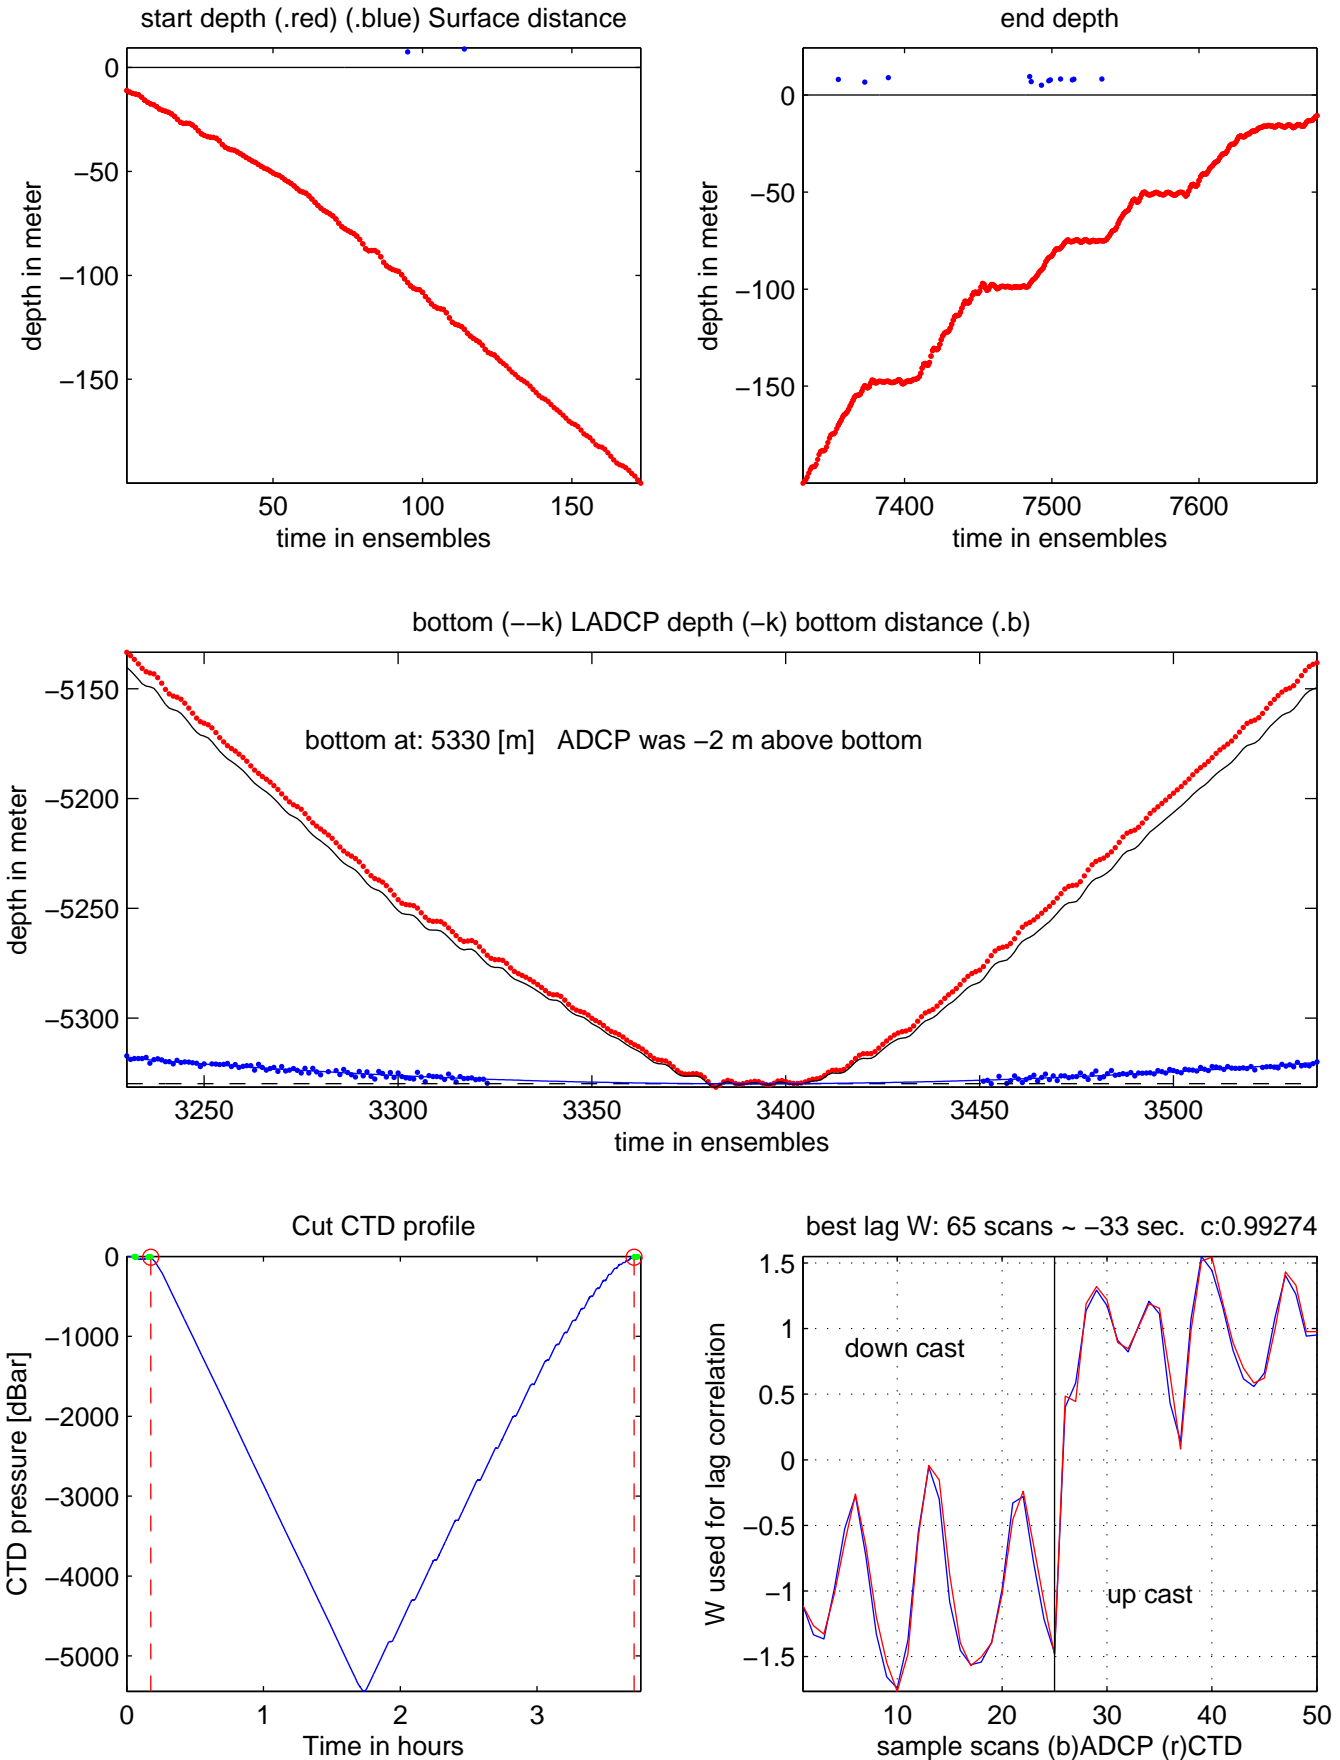 start depth (.red) (.blue) Surface distance
0
−50
−100
−150
depth in meter
50
100
150
time in ensembles
end depth
0
−50
−100
−150
depth in meter
7400
7500
7600
time in ensembles
bottom (−−k) LADCP depth (−k) bottom distance (.b)
−5150
−5200
−5250
−5300
depth in meter
bottom at: 5330 [m]   ADCP was −2 m above bottom
3250
3300
3350
3400
3450
3500
time in ensembles
Cut CTD profile
0
−1000
−2000
−3000
−4000
−5000
CTD pressure [dBar]
0
1
2
3
Time in hours
best lag W: 65 scans ~ −33 sec.  c:0.99274
1.5
1
0.5
0
−0.5
−1
−1.5
W used for lag correlation
down cast
up cast
10
20
30
40
50
sample scans (b)ADCP (r)CTD